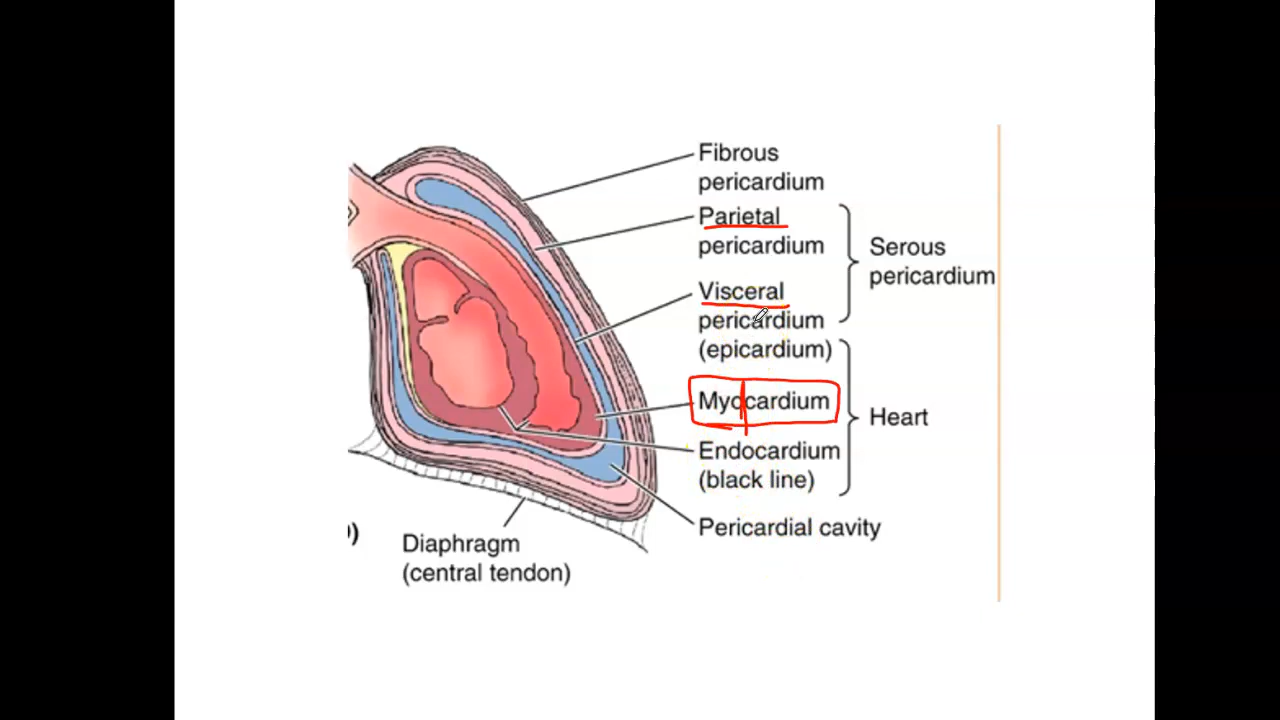 Fibrous
pericardium
Parietal
pericardium
Serous
pericardium
Visceral
pericardium
(epicardium)
Myocardium
Heart
Endocardium
(black line)
Pericardial cavity
)
Diaphragm
(central tendon)